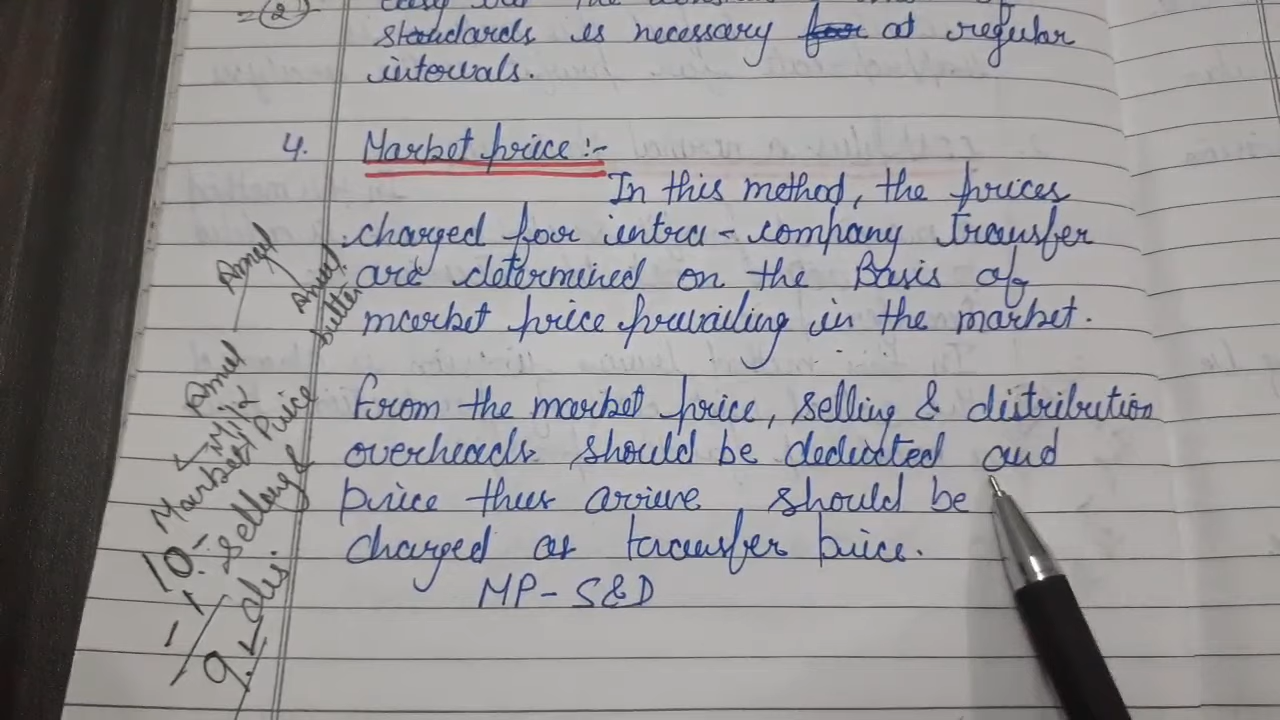 = (2)
standards is necessary at regular
intervals.
4. Market price :-
In this method, the prices
charged for intra - company transfer
are determined on the Basis of
market price prevailing in the market.
from the market price, selling & distribution
overheads should be deducted and
price thus arrive, should be
charged as transfer price.
MP - S&D
Amul
Amul
butter
Amul
Milk
Market Price
10 -
- 1 selling &
9 dis.